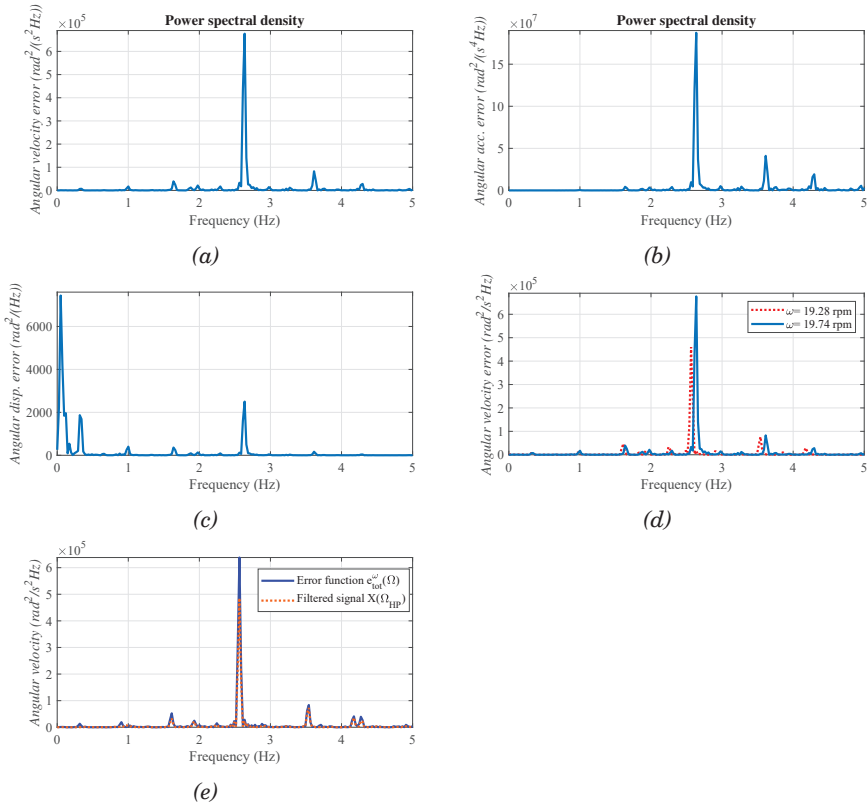 Power spectral density
×10^5
Angular velocity error (rad^2/(s^2Hz))
6
5
4
3
2
1
0
0 1 2 3 4 5
Frequency (Hz)
(a)
Power spectral density
×10^7
Angular acc. error (rad^2/(s^4Hz))
15
10
5
0
0 1 2 3 4 5
Frequency (Hz)
(b)
Angular disp. error (rad^2/(Hz))
6000
4000
2000
0
0 1 2 3 4 5
Frequency (Hz)
(c)
×10^5
Angular velocity error (rad^2/s^2Hz)
6
5
4
3
2
1
0
0 1 2 3 4 5
Frequency (Hz)
ω= 19.28 rpm
ω= 19.74 rpm
(d)
×10^5
Angular velocity (rad^2/s^2Hz)
6
5
4
3
2
1
0
0 1 2 3 4 5
Frequency (Hz)
Error function e_tot^ω(Ω)
Filtered signal X(Ω_HP)
(e)